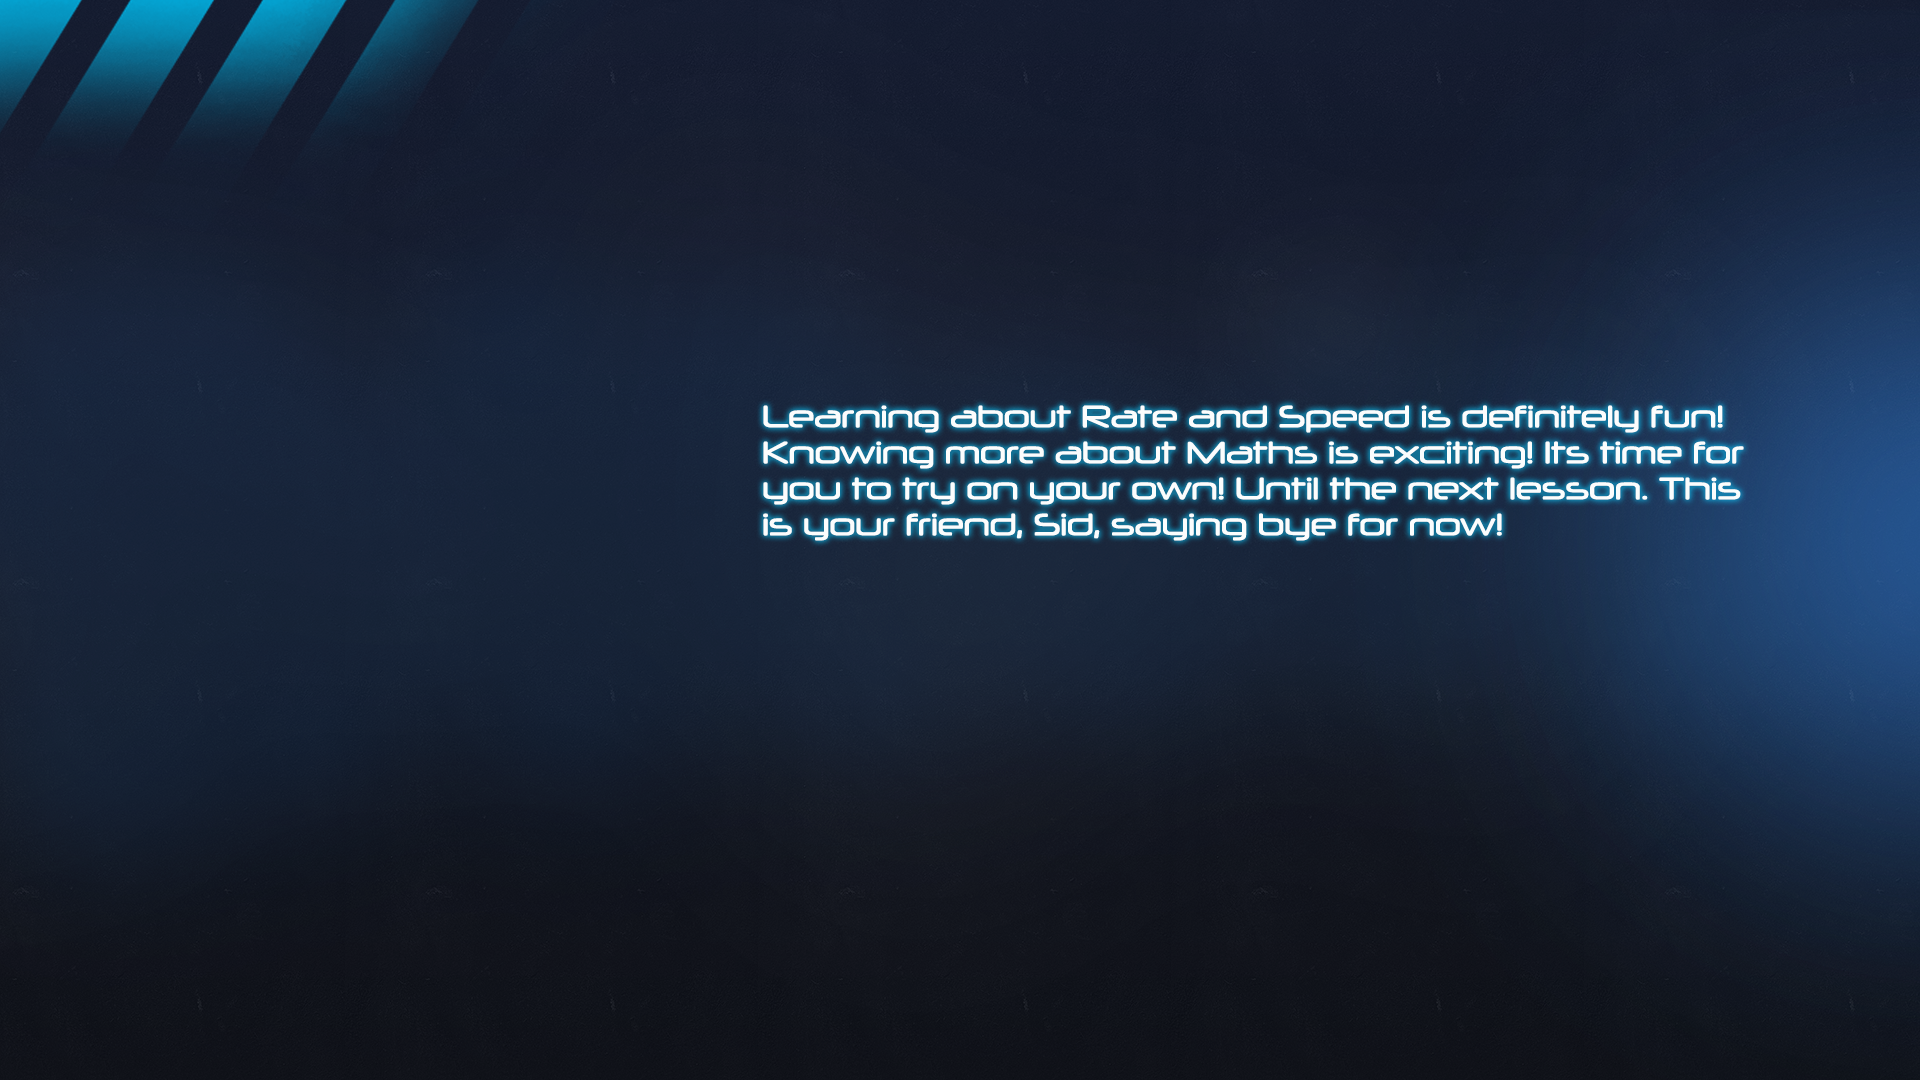 Learning about Rate and Speed is definitely fun!
Knowing more about Maths is exciting! Its time for
you to try on your own! Until the next lesson. This
is your friend, Sid, saying bye for now!